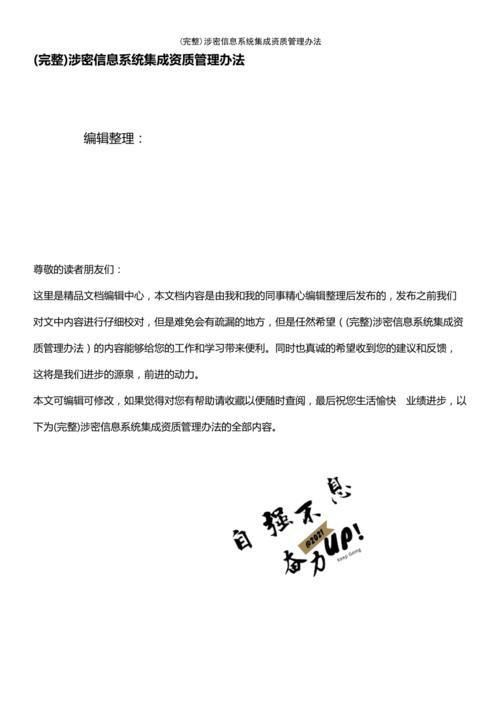 (完整)涉密信息系统集成资质管理办法
(完整)涉密信息系统集成资质管理办法
编辑整理：
尊敬的读者朋友们：
这里是精品文档编辑中心，本文档内容是由我和我的同事精心编辑整理后发布的，发布之前我们
对文中内容进行仔细校对，但是难免会有疏漏的地方，但是任然希望（(完整)涉密信息系统集成资
质管理办法）的内容能够给您的工作和学习带来便利。同时也真诚的希望收到您的建议和反馈，
这将是我们进步的源泉，前进的动力。
本文可编辑可修改，如果觉得对您有帮助请收藏以便随时查阅，最后祝您生活愉快 业绩进步，以
下为(完整)涉密信息系统集成资质管理办法的全部内容。
自强不息
@2021
奋力UP!
Keep Going